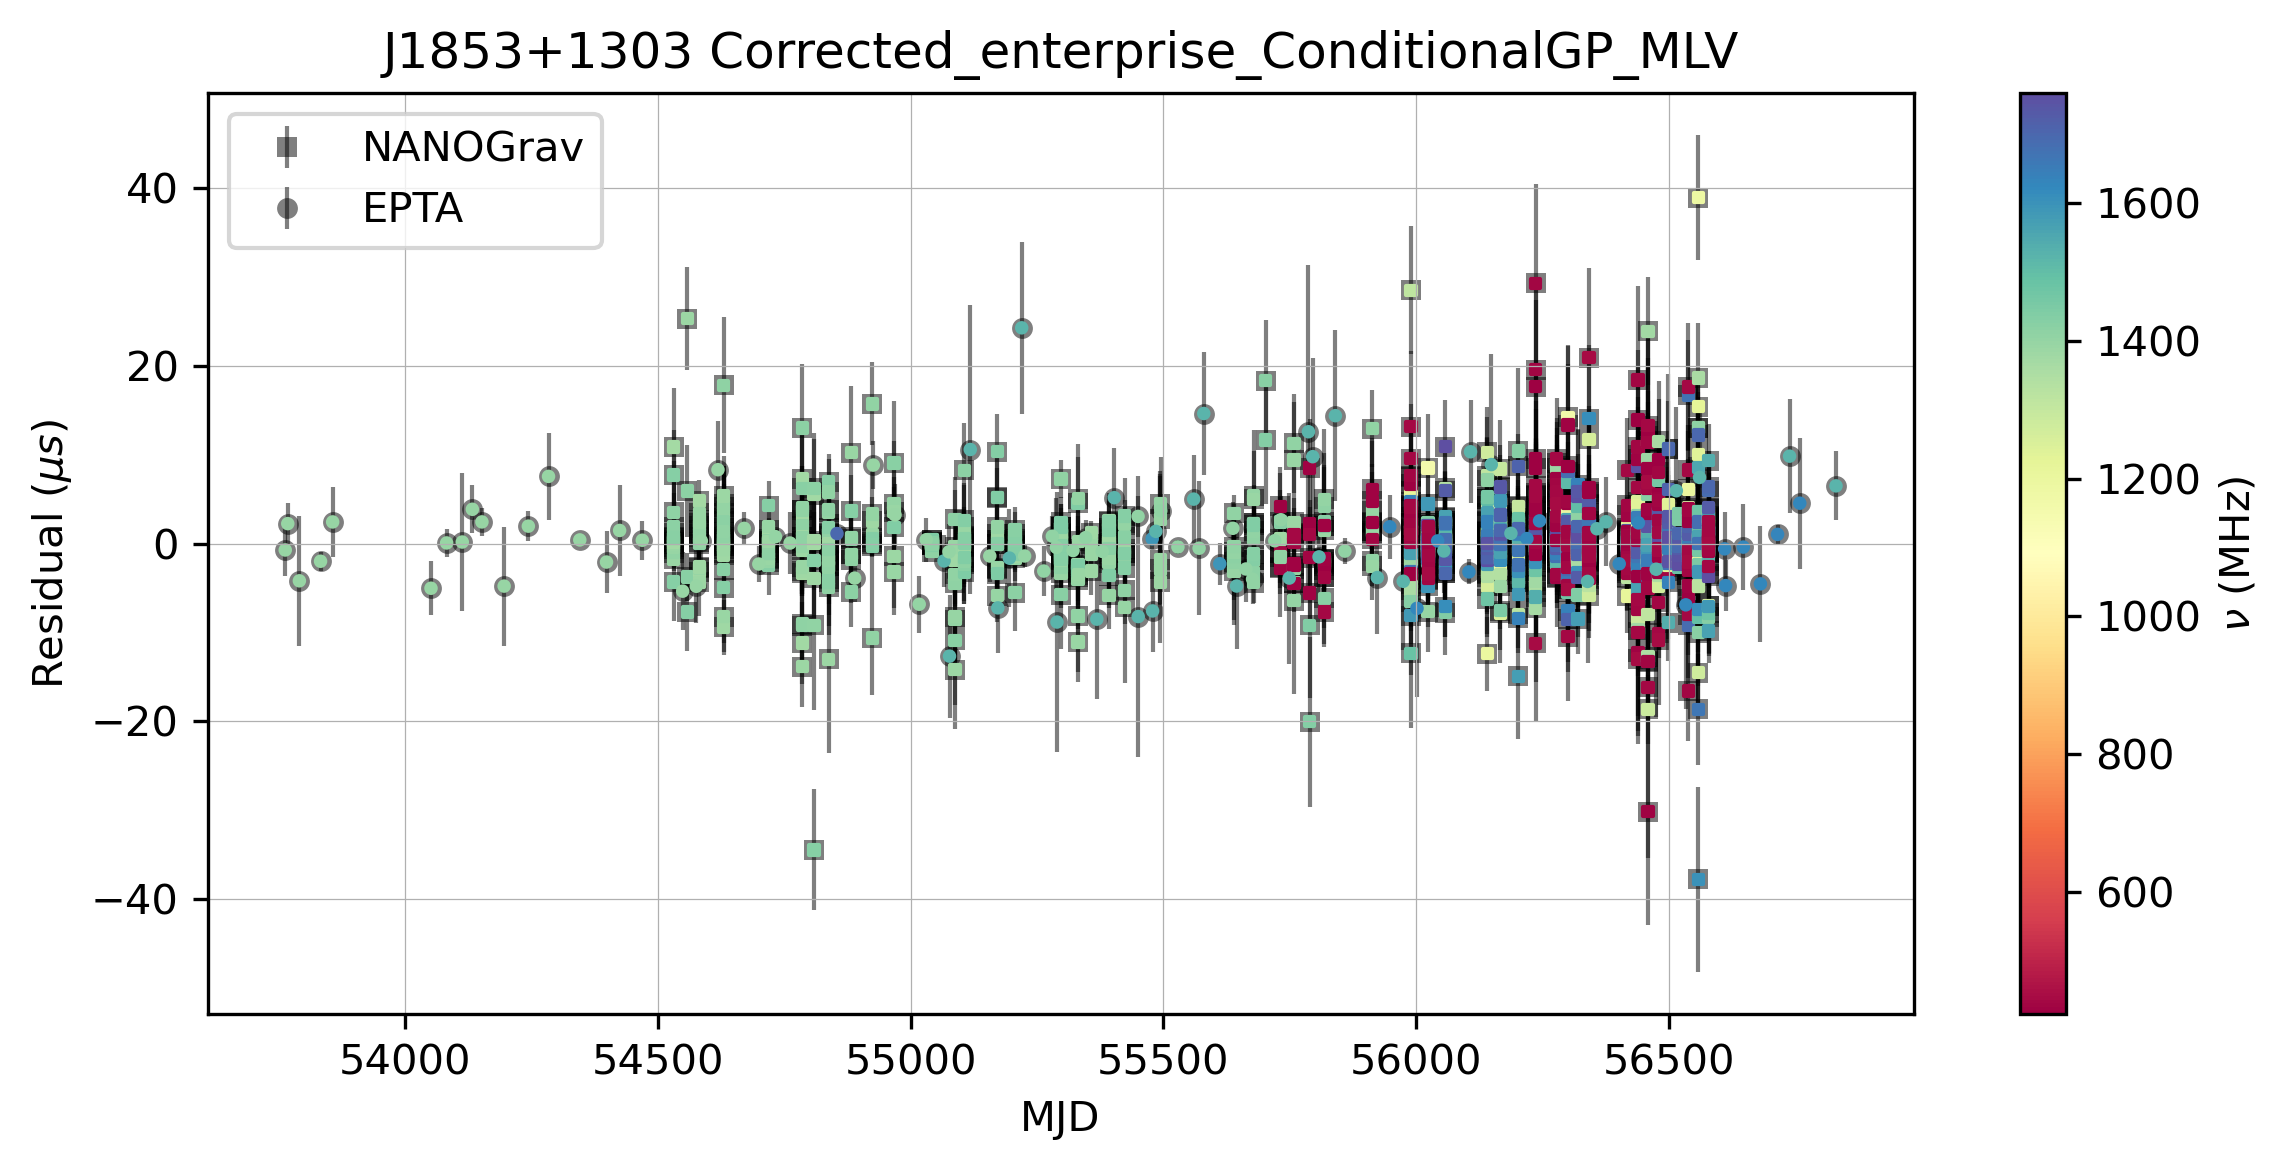 J1853+1303 Corrected_enterprise_ConditionalGP_MLV
NANOGrav
EPTA
Residual (μs)
40
20
0
−20
−40
54000 54500 55000 55500 56000 56500
MJD
1600
1400
1200
1000
800
600
ν (MHz)